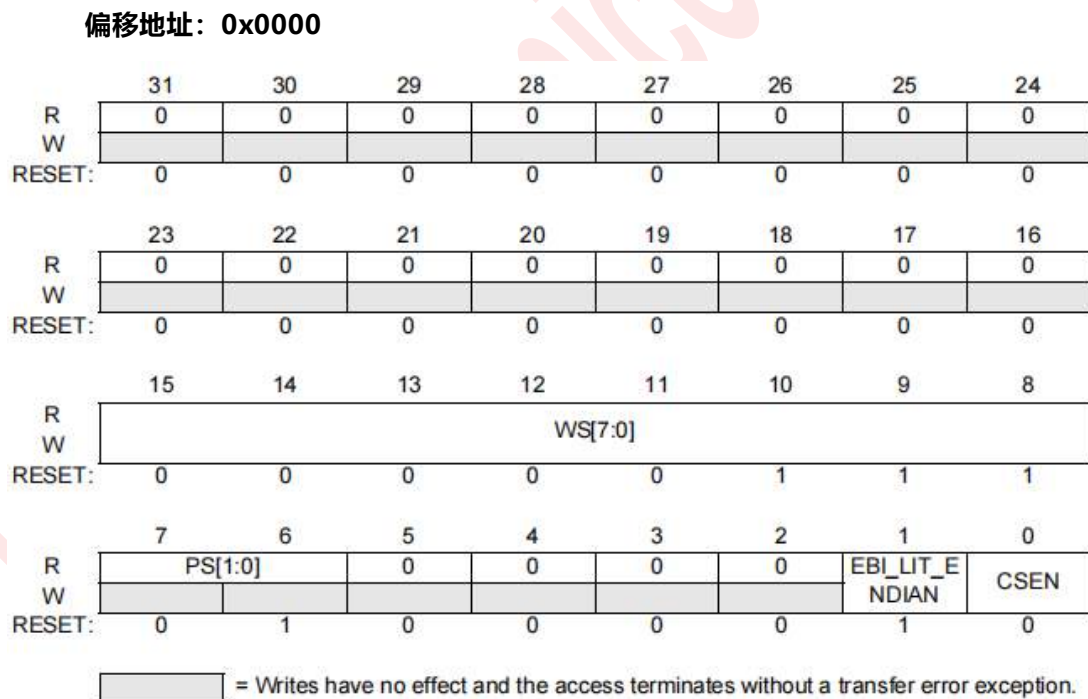 偏移地址：0x0000
31 30 29 28 27 26 25 24
R 0 0 0 0 0 0 0 0
W
RESET: 0 0 0 0 0 0 0 0
23 22 21 20 19 18 17 16
R 0 0 0 0 0 0 0 0
W
RESET: 0 0 0 0 0 0 0 0
15 14 13 12 11 10 9 8
R
WS[7:0]
W
RESET: 0 0 0 0 0 1 1 1
7 6 5 4 3 2 1 0
R PS[1:0] 0 0 0 0 EBI_LIT_E
CSEN
W NDIAN
RESET: 0 1 0 0 0 0 1 0
= Writes have no effect and the access terminates without a transfer error exception.